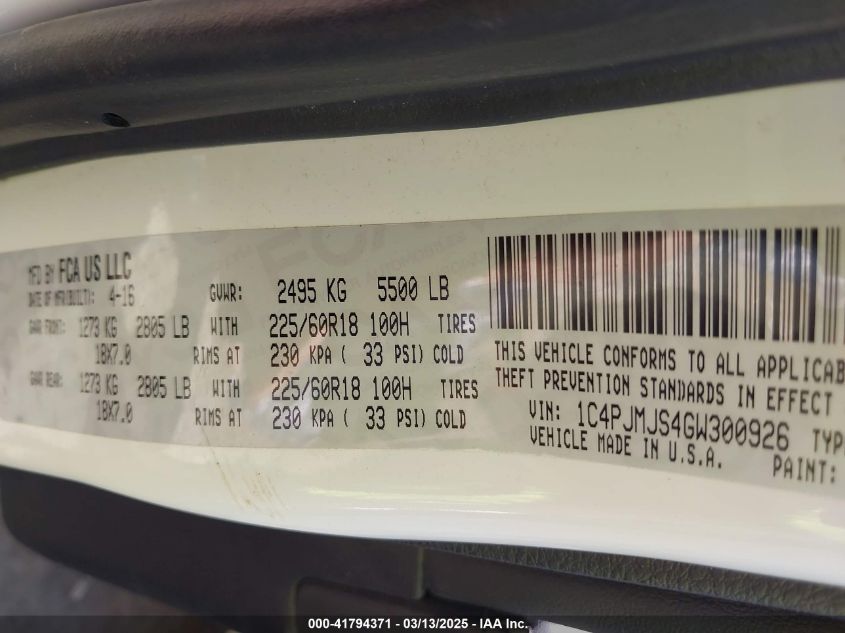 MFD BY FCA US LLC
DATE OF MFR(BUILT): 4-16 GVWR: 2495 KG 5500 LB
GAWR FRONT: 1273 KG 2805 LB WITH 225/60R18 100H TIRES
18X7.0 RIMS AT 230 KPA ( 33 PSI) COLD
GAWR REAR: 1273 KG 2805 LB WITH 225/60R18 100H TIRES
18X7.0 RIMS AT 230 KPA ( 33 PSI) COLD
THIS VEHICLE CONFORMS TO ALL APPLICAB
THEFT PREVENTION STANDARDS IN EFFECT
VIN: 1C4PJMJS4GW300926 TYP
VEHICLE MADE IN U.S.A.
PAINT:
000-41794371 - 03/13/2025 - IAA Inc.